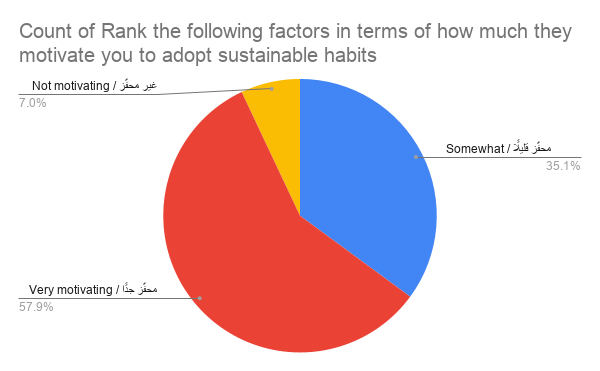 Count of Rank the following factors in terms of how much they
motivate you to adopt sustainable habits
Not motivating / غير محفّز
7.0%
Somewhat / محفّز قليلًا
35.1%
Very motivating / محفّز جدًّا
57.9%